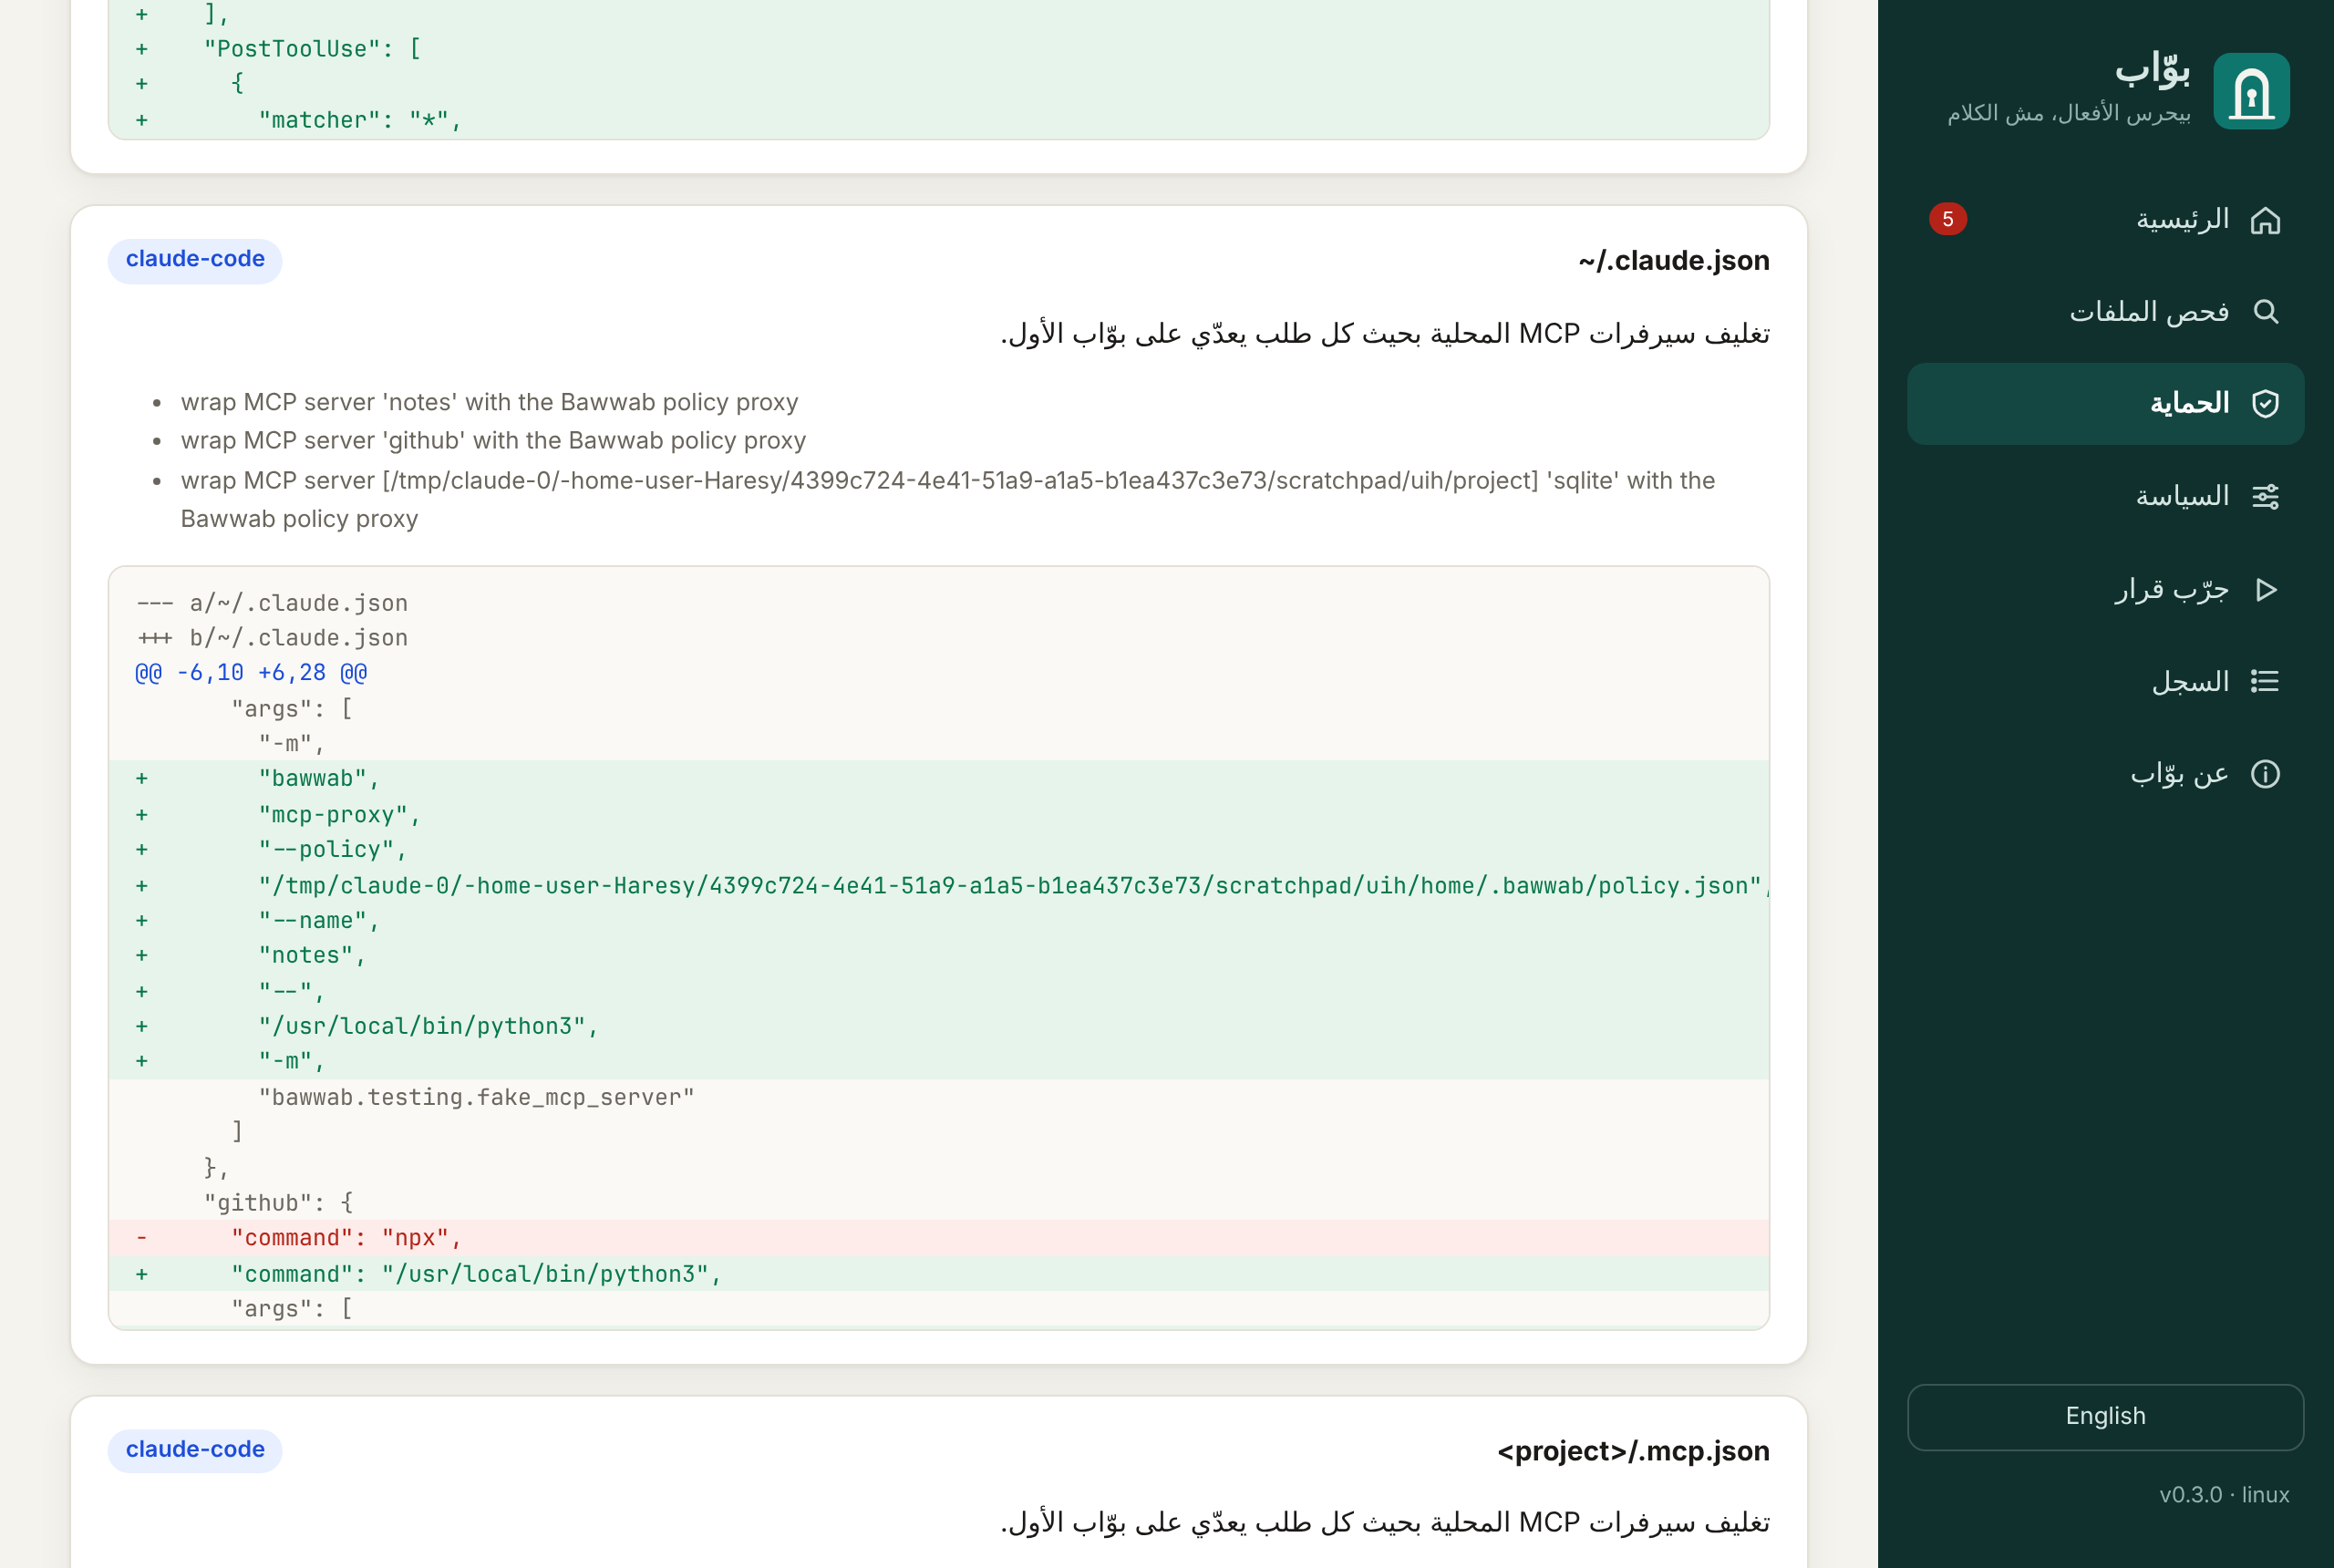 بوّاب
بيحرس الأفعال، مش الكلام
الرئيسية
5
فحص الملفات
الحماية
السياسة
جرّب قرار
السجل
عن بوّاب
English
v0.3.0 · linux
+    ],
+    "PostToolUse": [
+      {
+        "matcher": "*",
~/.claude.json
claude-code
تغليف سيرفرات MCP المحلية بحيث كل طلب يعدّي على بوّاب الأول.
• wrap MCP server 'notes' with the Bawwab policy proxy
• wrap MCP server 'github' with the Bawwab policy proxy
• wrap MCP server [/tmp/claude-0/-home-user-Haresy/4399c724-4e41-51a9-a1a5-b1ea437c3e73/scratchpad/uih/project] 'sqlite' with the
Bawwab policy proxy
--- a/~/.claude.json
+++ b/~/.claude.json
@@ -6,10 +6,28 @@
       "args": [
         "-m",
+        "bawwab",
+        "mcp-proxy",
+        "--policy",
+        "/tmp/claude-0/-home-user-Haresy/4399c724-4e41-51a9-a1a5-b1ea437c3e73/scratchpad/uih/home/.bawwab/policy.json",
+        "--name",
+        "notes",
+        "--",
+        "/usr/local/bin/python3",
+        "-m",
         "bawwab.testing.fake_mcp_server"
       ]
     },
     "github": {
-      "command": "npx",
+      "command": "/usr/local/bin/python3",
       "args": [
<project>/.mcp.json
claude-code
تغليف سيرفرات MCP المحلية بحيث كل طلب يعدّي على بوّاب الأول.